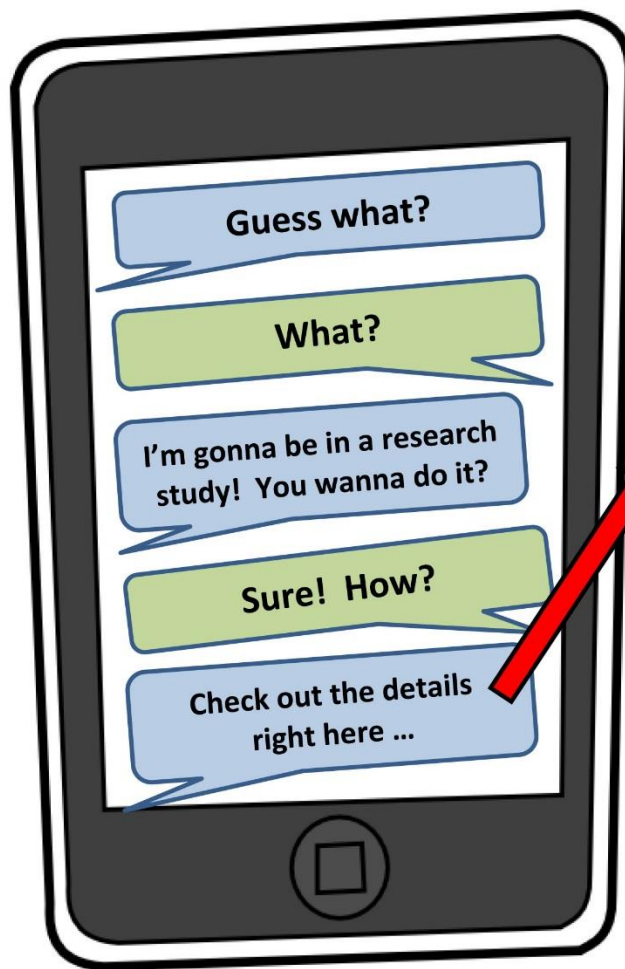 Guess what?
What?
I'm gonna be in a research
study!  You wanna do it?
Sure!  How?
Check out the details
right here …